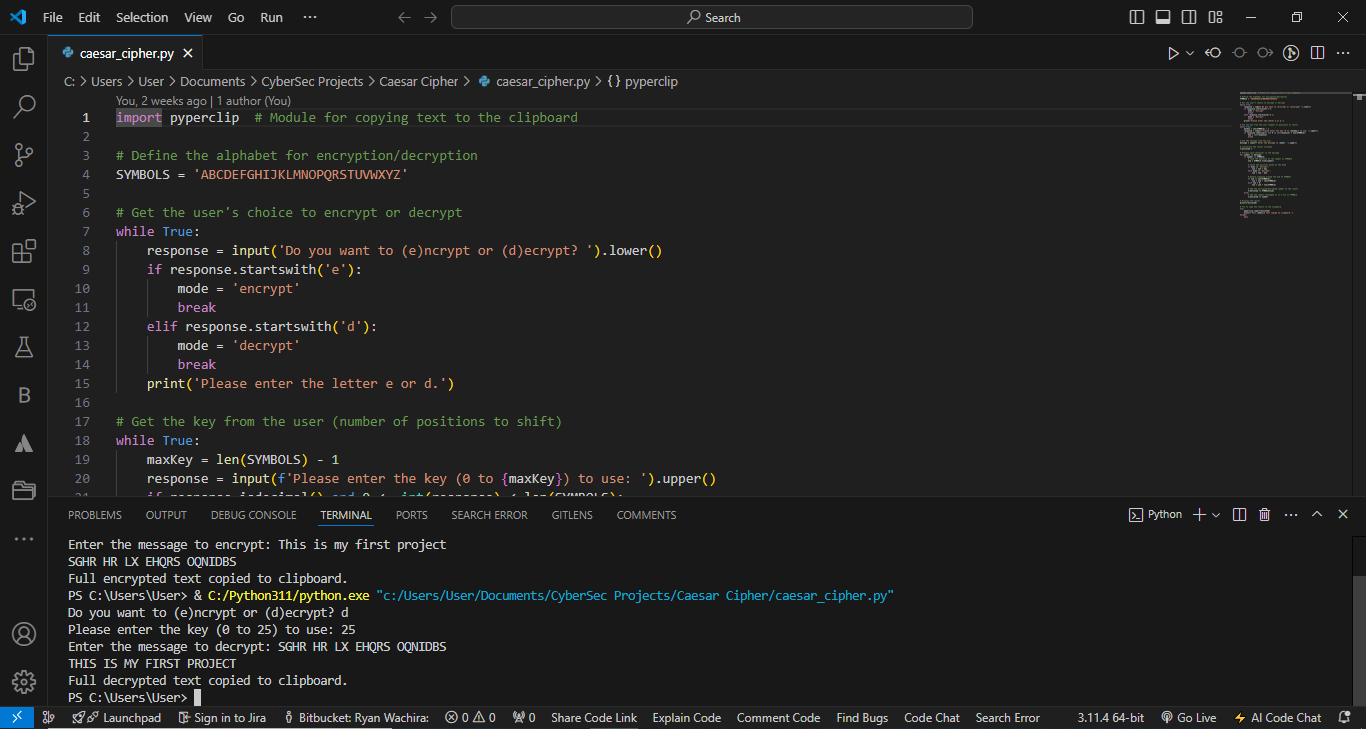 File Edit Selection View Go Run ···
Search
caesar_cipher.py
C: > Users > User > Documents > CyberSec Projects > Caesar Cipher > caesar_cipher.py > {} pyperclip
You, 2 weeks ago | 1 author (You)
1 import pyperclip  # Module for copying text to the clipboard
2
3 # Define the alphabet for encryption/decryption
4 SYMBOLS = 'ABCDEFGHIJKLMNOPQRSTUVWXYZ'
5
6 # Get the user's choice to encrypt or decrypt
7 while True:
8     response = input('Do you want to (e)ncrypt or (d)ecrypt? ').lower()
9     if response.startswith('e'):
10         mode = 'encrypt'
11         break
12     elif response.startswith('d'):
13         mode = 'decrypt'
14         break
15     print('Please enter the letter e or d.')
16
17 # Get the key from the user (number of positions to shift)
18 while True:
19     maxKey = len(SYMBOLS) - 1
20     response = input(f'Please enter the key (0 to {maxKey}) to use: ').upper()
PROBLEMS OUTPUT DEBUG CONSOLE TERMINAL PORTS SEARCH ERROR GITLENS COMMENTS
Python
Enter the message to encrypt: This is my first project
SGHR HR LX EHQRS OQNIDBS
Full encrypted text copied to clipboard.
PS C:\Users\User> & C:/Python311/python.exe "c:/Users/User/Documents/CyberSec Projects/Caesar Cipher/caesar_cipher.py"
Do you want to (e)ncrypt or (d)ecrypt? d
Please enter the key (0 to 25) to use: 25
Enter the message to decrypt: SGHR HR LX EHQRS OQNIDBS
THIS IS MY FIRST PROJECT
Full decrypted text copied to clipboard.
PS C:\Users\User>
Launchpad Sign in to Jira Bitbucket: Ryan Wachira: 0 0 0 Share Code Link Explain Code Comment Code Find Bugs Code Chat Search Error 3.11.4 64-bit Go Live AI Code Chat